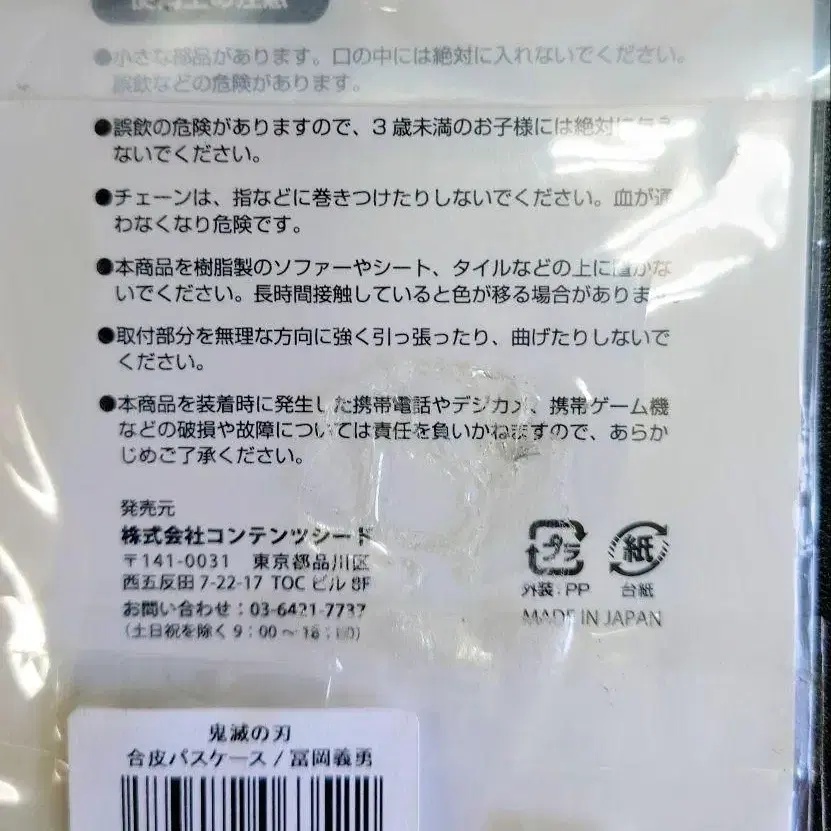 使用上の注意
●小さな部品があります。口の中には絶対に入れないでください。
誤飲などの危険があります。
●誤飲の危険がありますので、3歳未満のお子様には絶対に与え
ないでください。
●チェーンは、指などに巻きつけたりしないでください。血が通
わなくなり危険です。
●本商品を樹脂製のソファーやシート、タイルなどの上に置かな
いでください。長時間接触していると色が移る場合があります。
●取付部分を無理な方向に強く引っ張ったり、曲げたりしないで
ください。
●本商品を装着時に発生した携帯電話やデジカメ、携帯ゲーム機
などの破損や故障については責任を負いかねますので、あらか
じめご了承ください。
発売元
株式会社コンテンツシード
〒141-0031 東京都品川区
西五反田 7-22-17 TOC ビル 8F
お問い合わせ：03-6421-7737
（土日祝を除く 9：00 ～ 18：00）
プラ 紙
外装：PP 台紙
MADE IN JAPAN
鬼滅の刃
合皮パスケース / 冨岡義勇